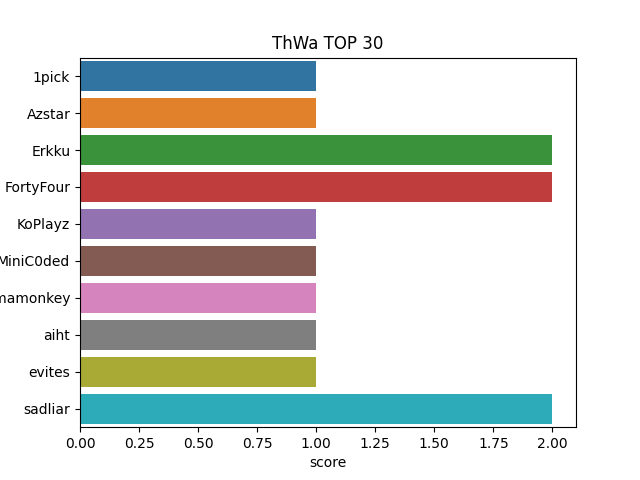 ThWa TOP 30
1pick
Azstar
Erkku
FortyFour
KoPlayz
MiniC0ded
mamonkey
aiht
evites
sadliar
0.00 0.25 0.50 0.75 1.00 1.25 1.50 1.75 2.00
score